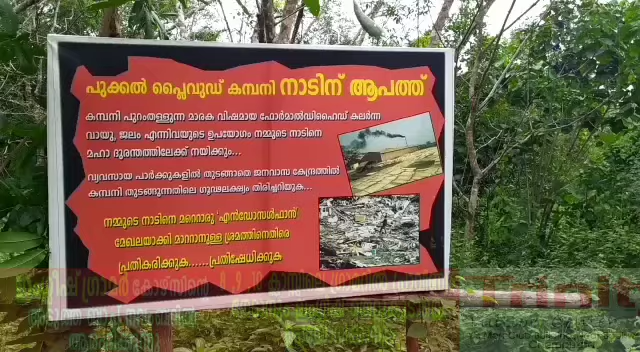 പുക്കൽ പ്ലൈവുഡ് കമ്പനി നാടിന് ആപത്ത്
കമ്പനി പുറംതള്ളുന്ന മാരക വിഷമായ ഫോർമാൽഡിഹൈഡ് കലർന്ന
വായു, ജലം എന്നിവയുടെ ഉപയോഗം നമ്മുടെ നാടിനെ
മഹാ ദുരന്തത്തിലേക്ക് നയിക്കും...
വ്യവസായ പാർക്കുകളിൽ തുടങ്ങാതെ ജനവാസ കേന്ദ്രത്തിൽ
കമ്പനി തുടങ്ങുന്നതിലെ ഗൂഢലക്ഷ്യം തിരിച്ചറിയുക...
നമ്മുടെ നാടിനെ മറ്റൊരു എൻഡോസൾഫാൻ
മേഖലയാക്കി മാറ്റാനുള്ള ശ്രമത്തിനെതിരെ
പ്രതികരിക്കുക......പ്രതിഷേധിക്കുക